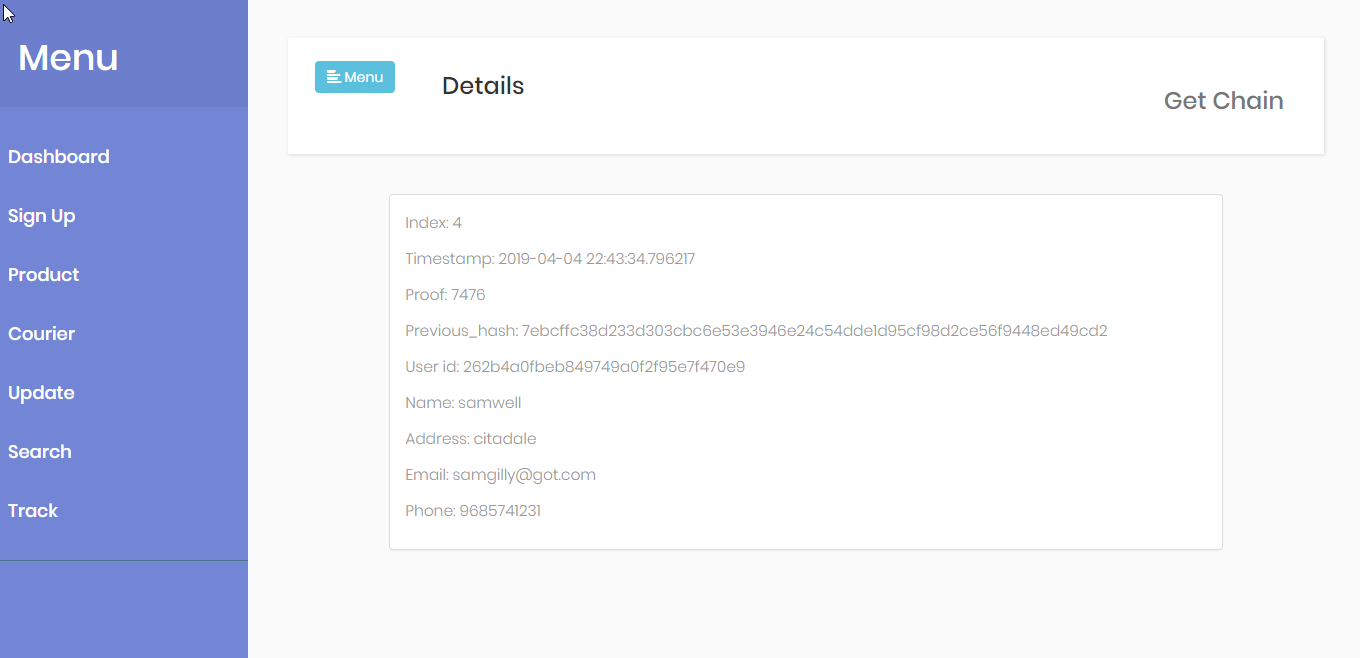 Menu
Dashboard
Sign Up
Product
Courier
Update
Search
Track
Menu
Details
Get Chain
Index: 4
Timestamp: 2019-04-04 22:43:34.796217
Proof: 7476
Previous_hash: 7ebcffc38d233d303cbc6e53e3946e24c54dde1d95cf98d2ce56f9448ed49cd2
User id: 262b4a0fbeb849749a0f2f95e7f470e9
Name: samwell
Address: citadale
Email: samgilly@got.com
Phone: 9685741231